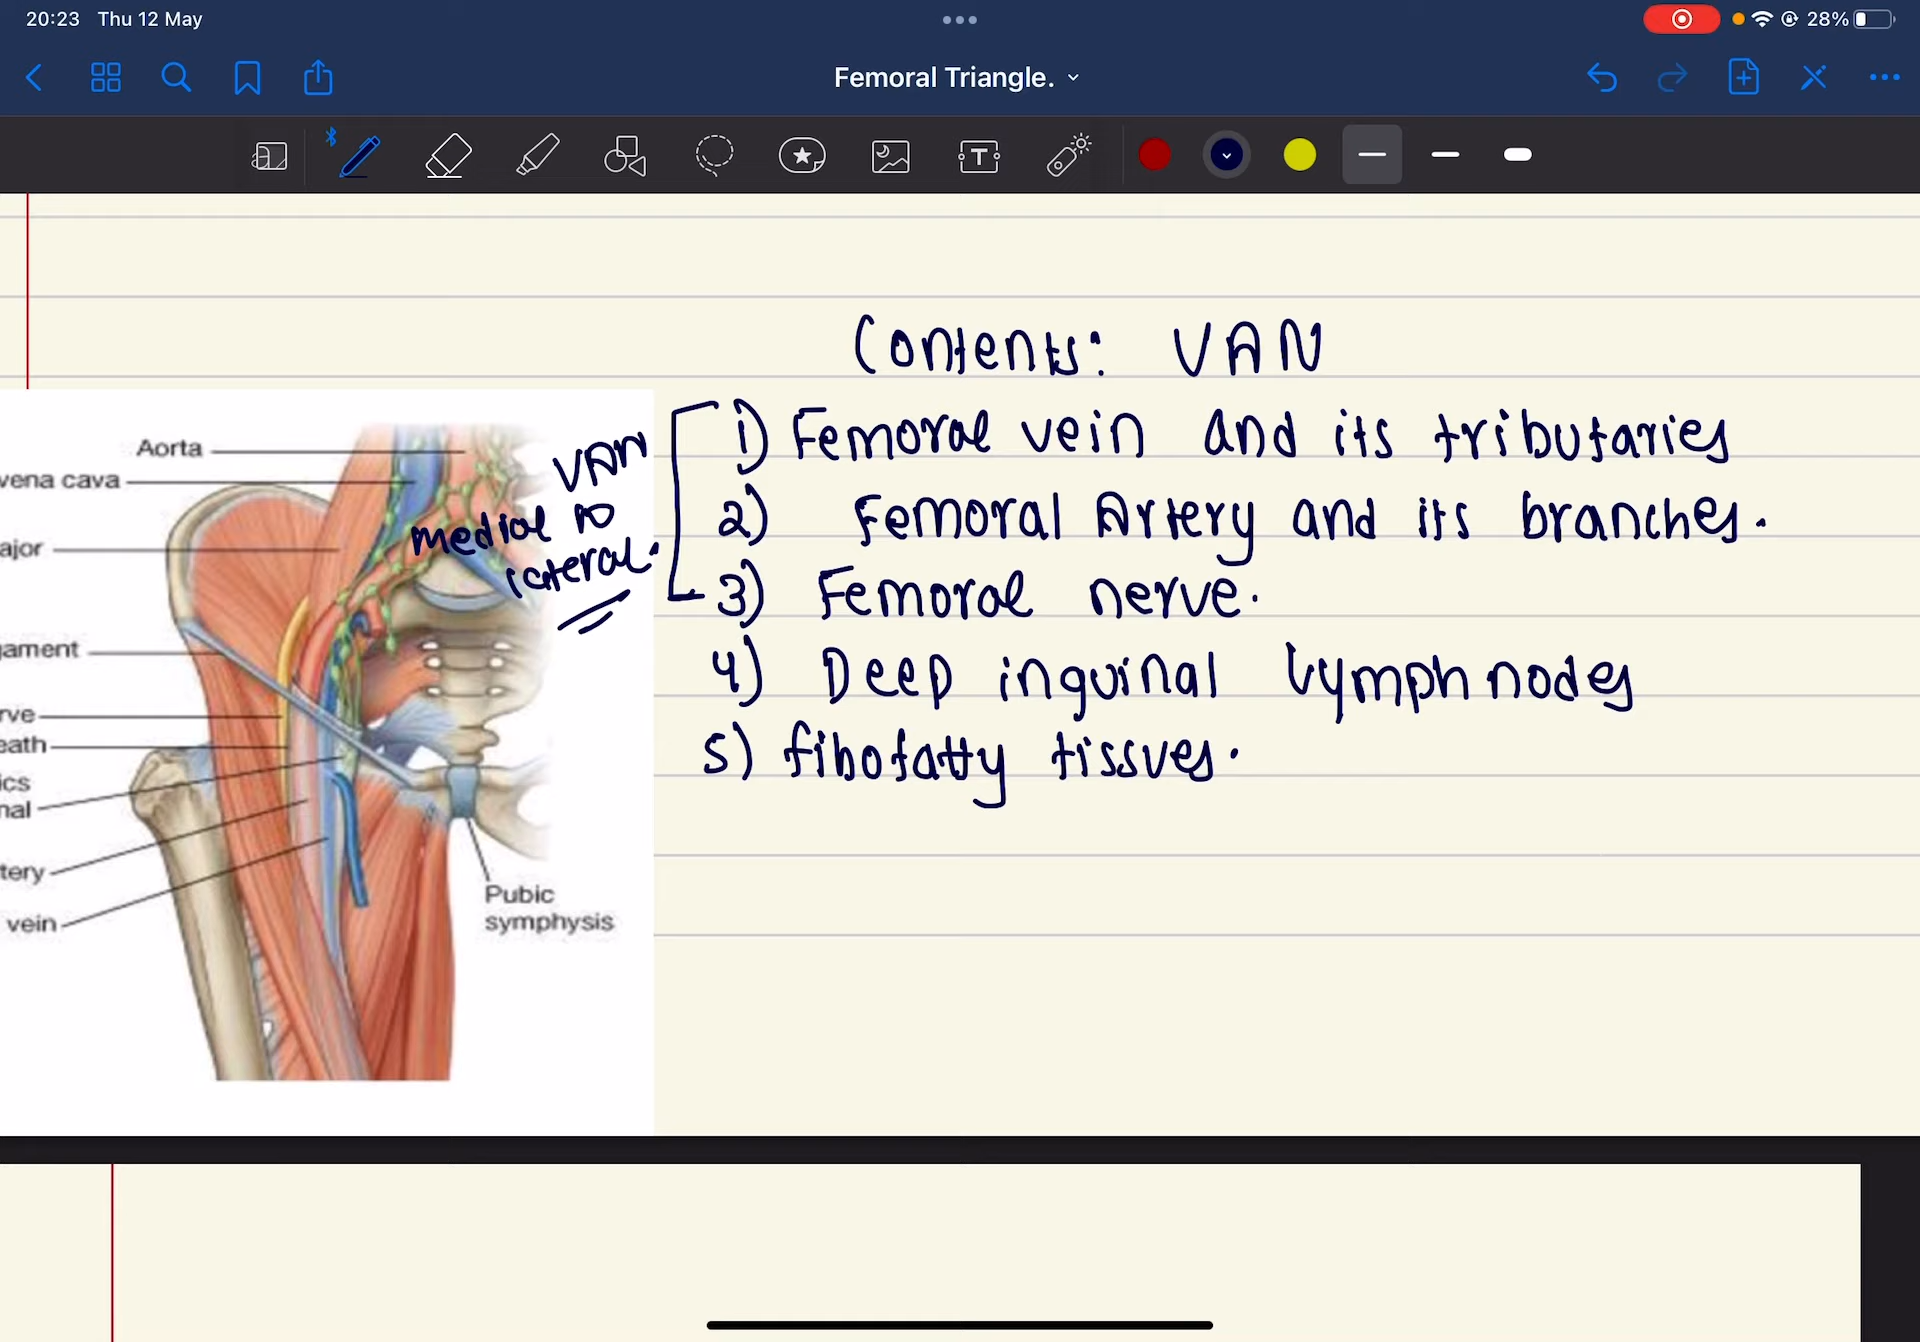 20:23 Thu 12 May
28%
Femoral Triangle.
T
Contents: VAN
1) Femoral vein and its tributaries
2) Femoral Artery and its branches.
3) Femoral nerve.
4) Deep inguinal lymph nodes
5) fibofatty tissues.
VAN
medial to
lateral.
Aorta
vena cava
ajor
gament
rve
eath
ics
nal
tery
vein
Pubic
symphysis